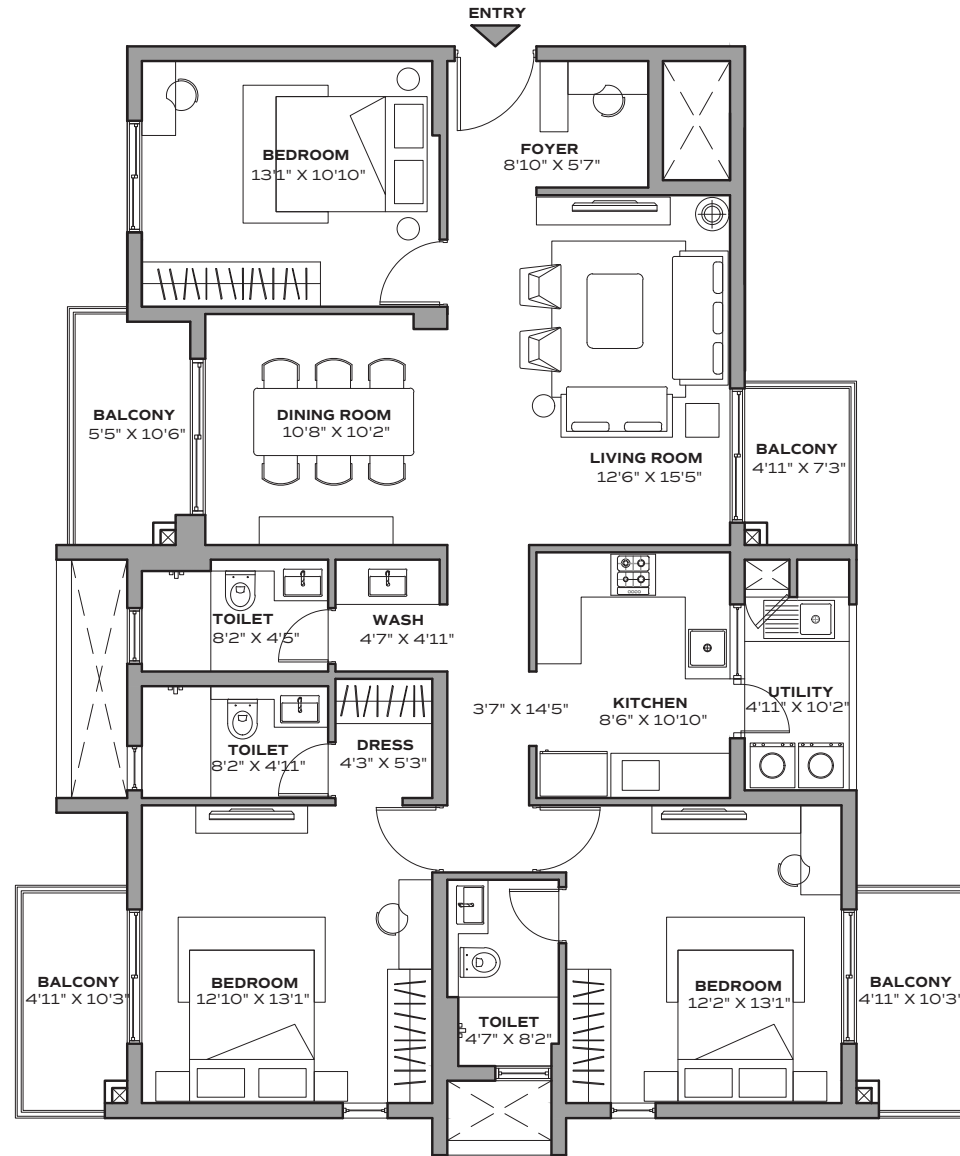 ENTRY
BEDROOM
13'1" X 10'10"
FOYER
8'10" X 5'7"
BALCONY
5'5" X 10'6"
DINING ROOM
10'8" X 10'2"
LIVING ROOM
12'6" X 15'5"
BALCONY
4'11" X 7'3"
TOILET
8'2" X 4'5"
WASH
4'7" X 4'11"
3'7" X 14'5"
KITCHEN
8'6" X 10'10"
UTILITY
4'11" X 10'2"
TOILET
8'2" X 4'11"
DRESS
4'3" X 5'3"
BALCONY
4'11" X 10'3"
BEDROOM
12'10" X 13'1"
TOILET
4'7" X 8'2"
BEDROOM
12'2" X 13'1"
BALCONY
4'11" X 10'3"